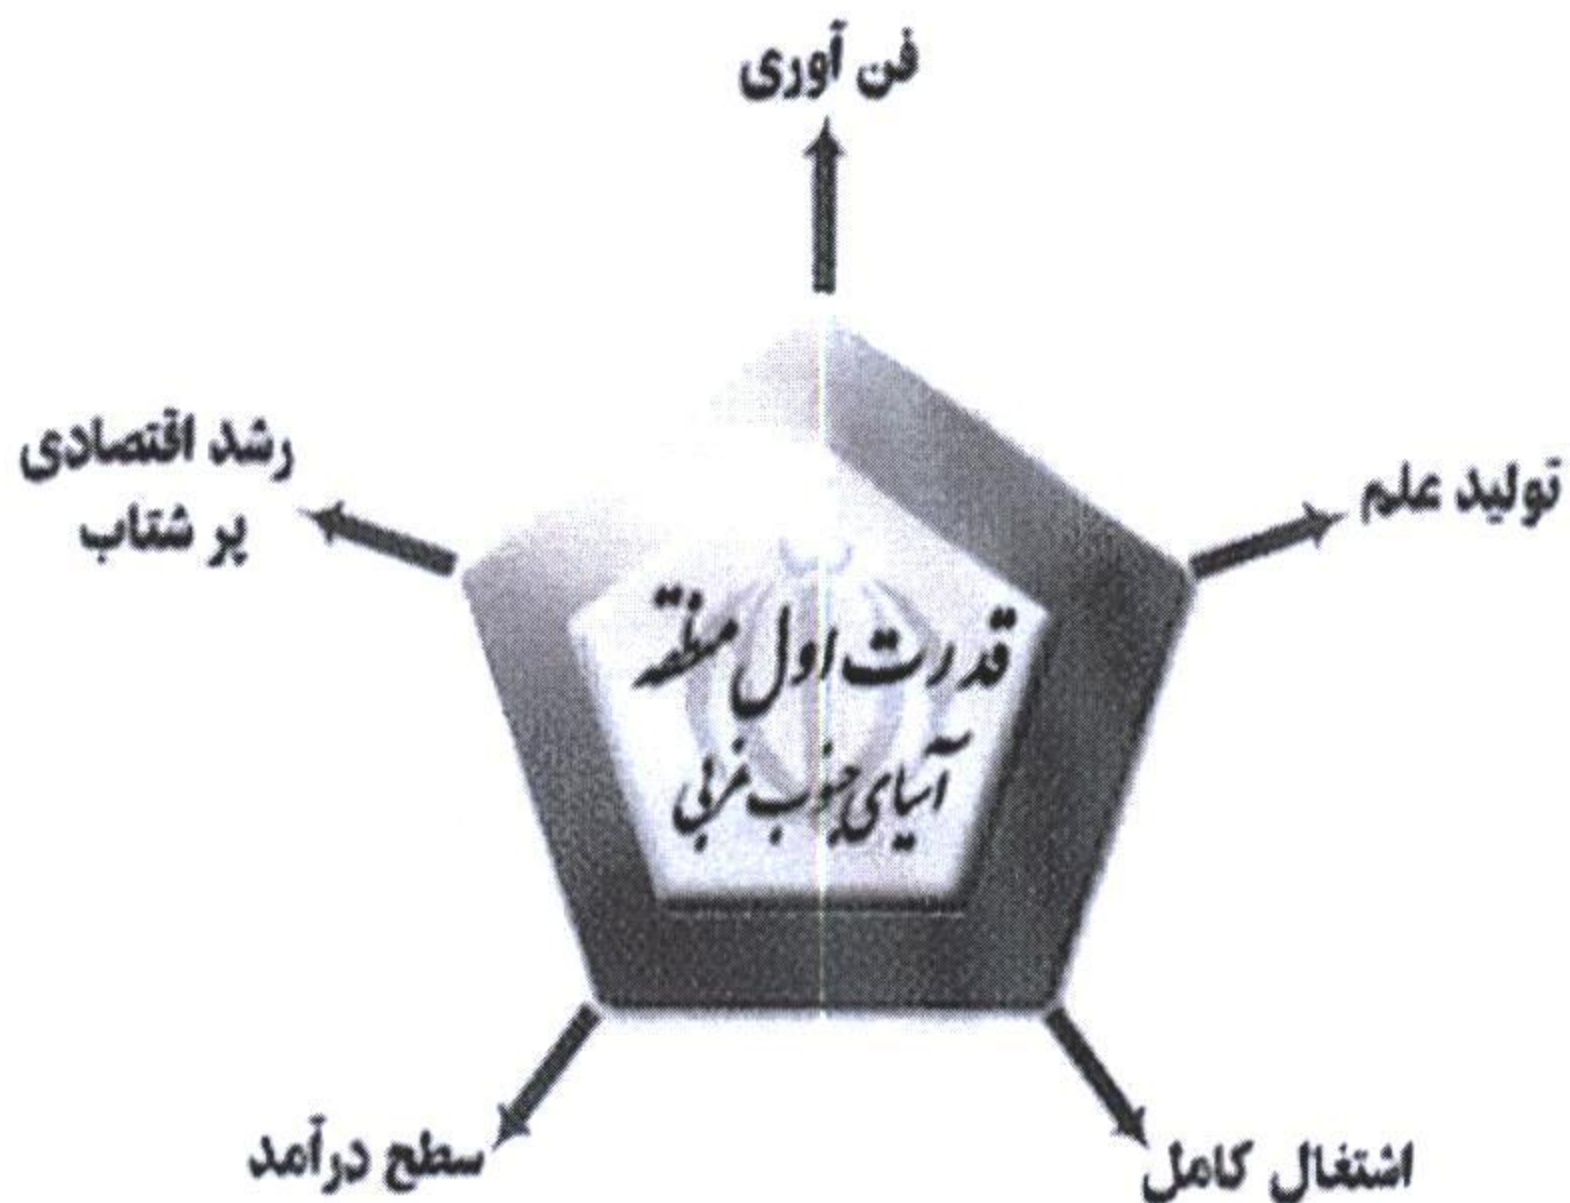 فن آوری
تولید علم
رشد اقتصادی
پر شتاب
قدرت اول منطقه
آسیای جنوب غربی
اشتغال کامل
سطح درآمد